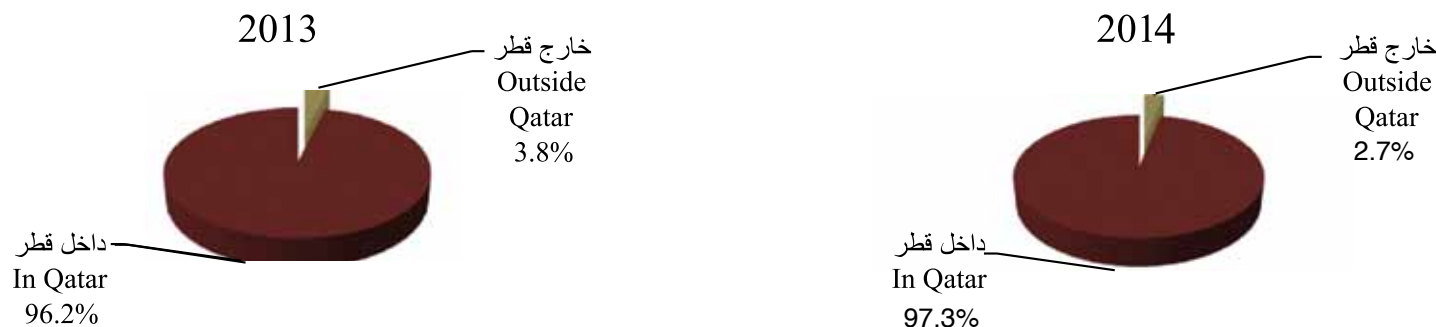 2013
خارج قطر
Outside
Qatar
3.8%
داخل قطر
In Qatar
96.2%
2014
خارج قطر
Outside
Qatar
2.7%
داخل قطر
In Qatar
97.3%